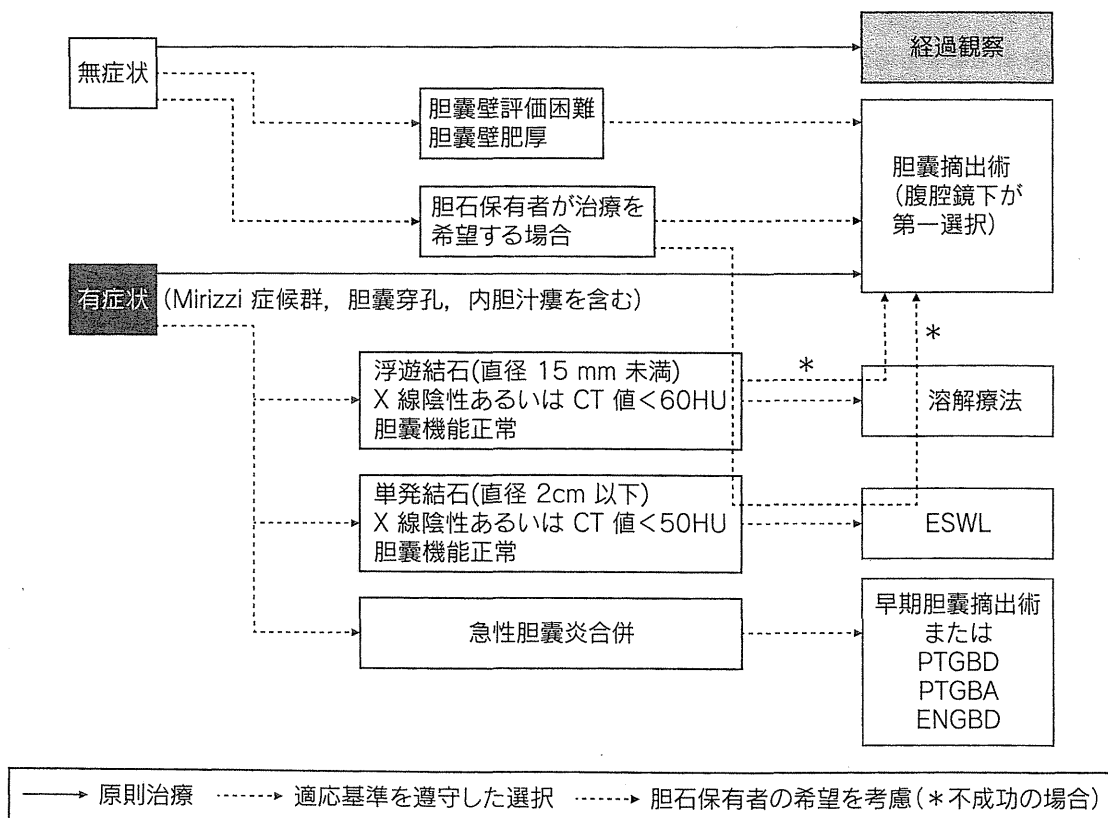 無症状
経過観察
胆嚢壁評価困難
胆嚢壁肥厚
胆石保有者が治療を
希望する場合
胆嚢摘出術
（腹腔鏡下が
第一選択）
有症状（Mirizzi 症候群，胆嚢穿孔，内胆汁瘻を含む）
＊
＊
浮遊結石(直径 15 mm 未満)
X 線陰性あるいは CT 値＜60HU
胆嚢機能正常
溶解療法
単発結石(直径 2cm 以下)
X 線陰性あるいは CT 値＜50HU
胆嚢機能正常
ESWL
急性胆嚢炎合併
早期胆嚢摘出術
または
PTGBD
PTGBA
ENGBD
原則治療 適応基準を遵守した選択 胆石保有者の希望を考慮(＊不成功の場合)